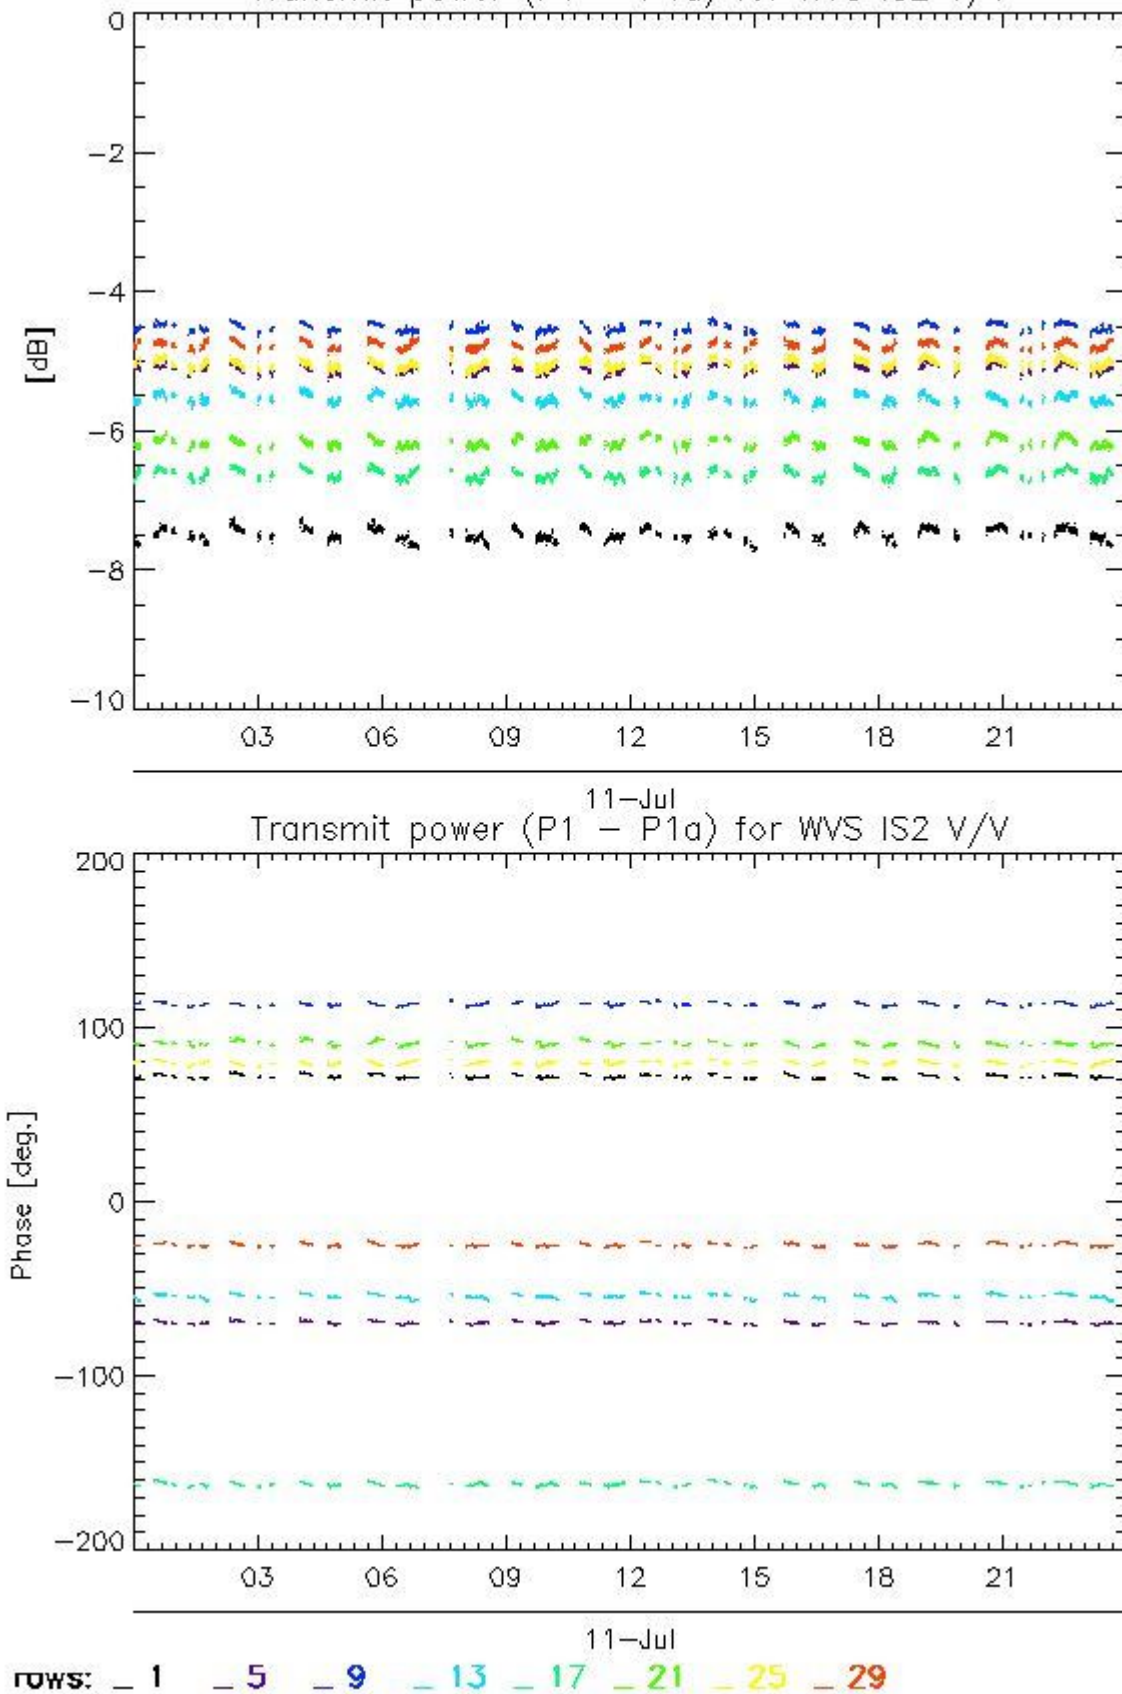 0
-2
-4
[dB]
-6
-8
-10
03 06 09 12 15 18 21
11-Jul
Transmit power (P1 - P1a) for WVS IS2 V/V
200
100
0
Phase [deg.]
-100
-200
03 06 09 12 15 18 21
11-Jul
rows: _ 1 _ 5 _ 9 _ 13 _ 17 _ 21 _ 25 _ 29